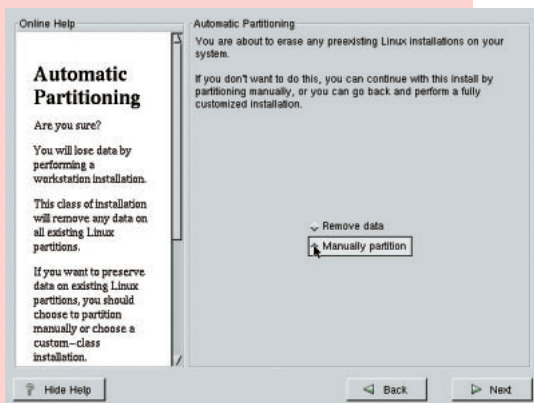 Online Help
Automatic
Partitioning
Are you sure?
You will lose data by
performing a
workstation installation.
This class of installation
will remove any data on
all existing Linux
partitions.
If you want to preserve
data on existing Linux
partitions, you should
choose to partition
manually or choose a
custom-class
installation.
Automatic Partitioning
You are about to erase any preexisting Linux installations on your
system.
If you don't want to do this, you can continue with this install by
partitioning manually, or you can go back and perform a fully
customized installation.
Remove data
Manually partition
Hide Help
Back
Next